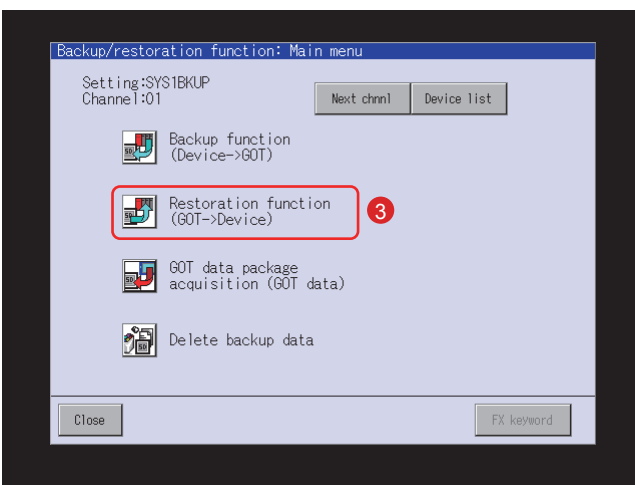 Backup/restoration function: Main menu
Setting:SYS1BKUP
Channel:01
Next chnnl
Device list
Backup function
(Device->GOT)
Restoration function
(GOT->Device)
3
GOT data package
acquisition (GOT data)
Delete backup data
Close
FX keyword